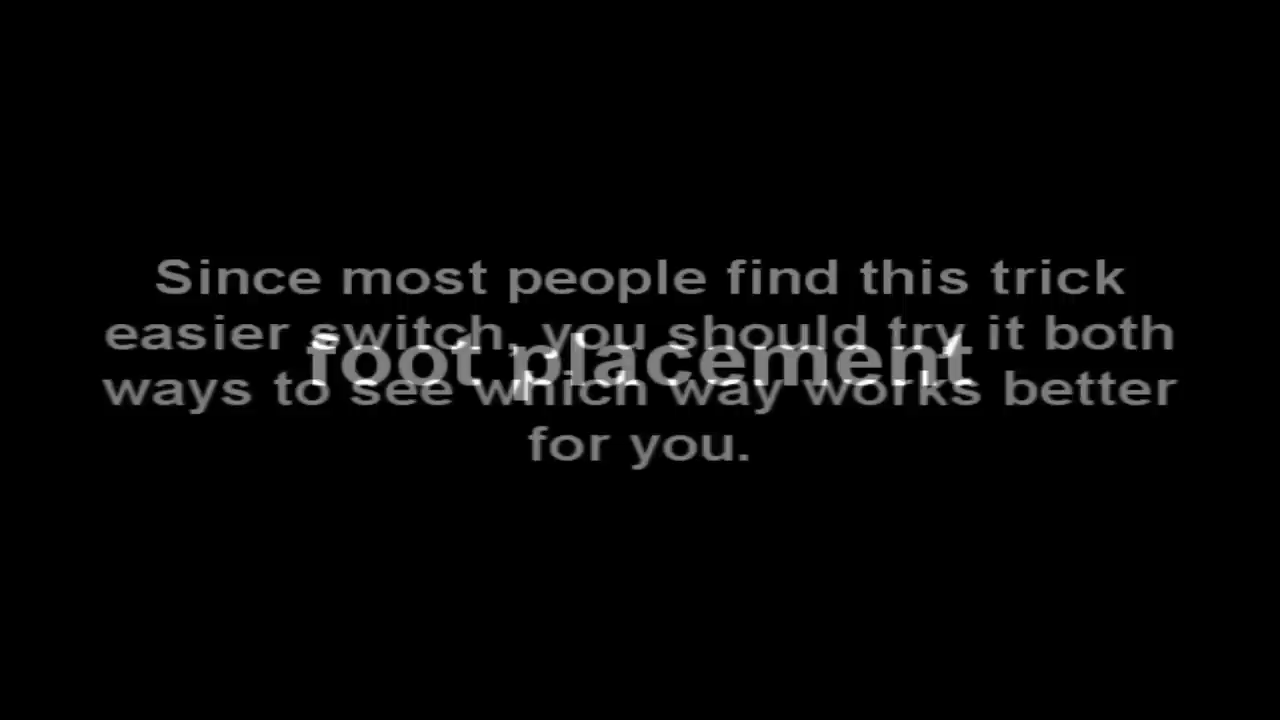 Since most people find this trick
easier switch, you should try it both
foot placement
ways to see which way works better
for you.